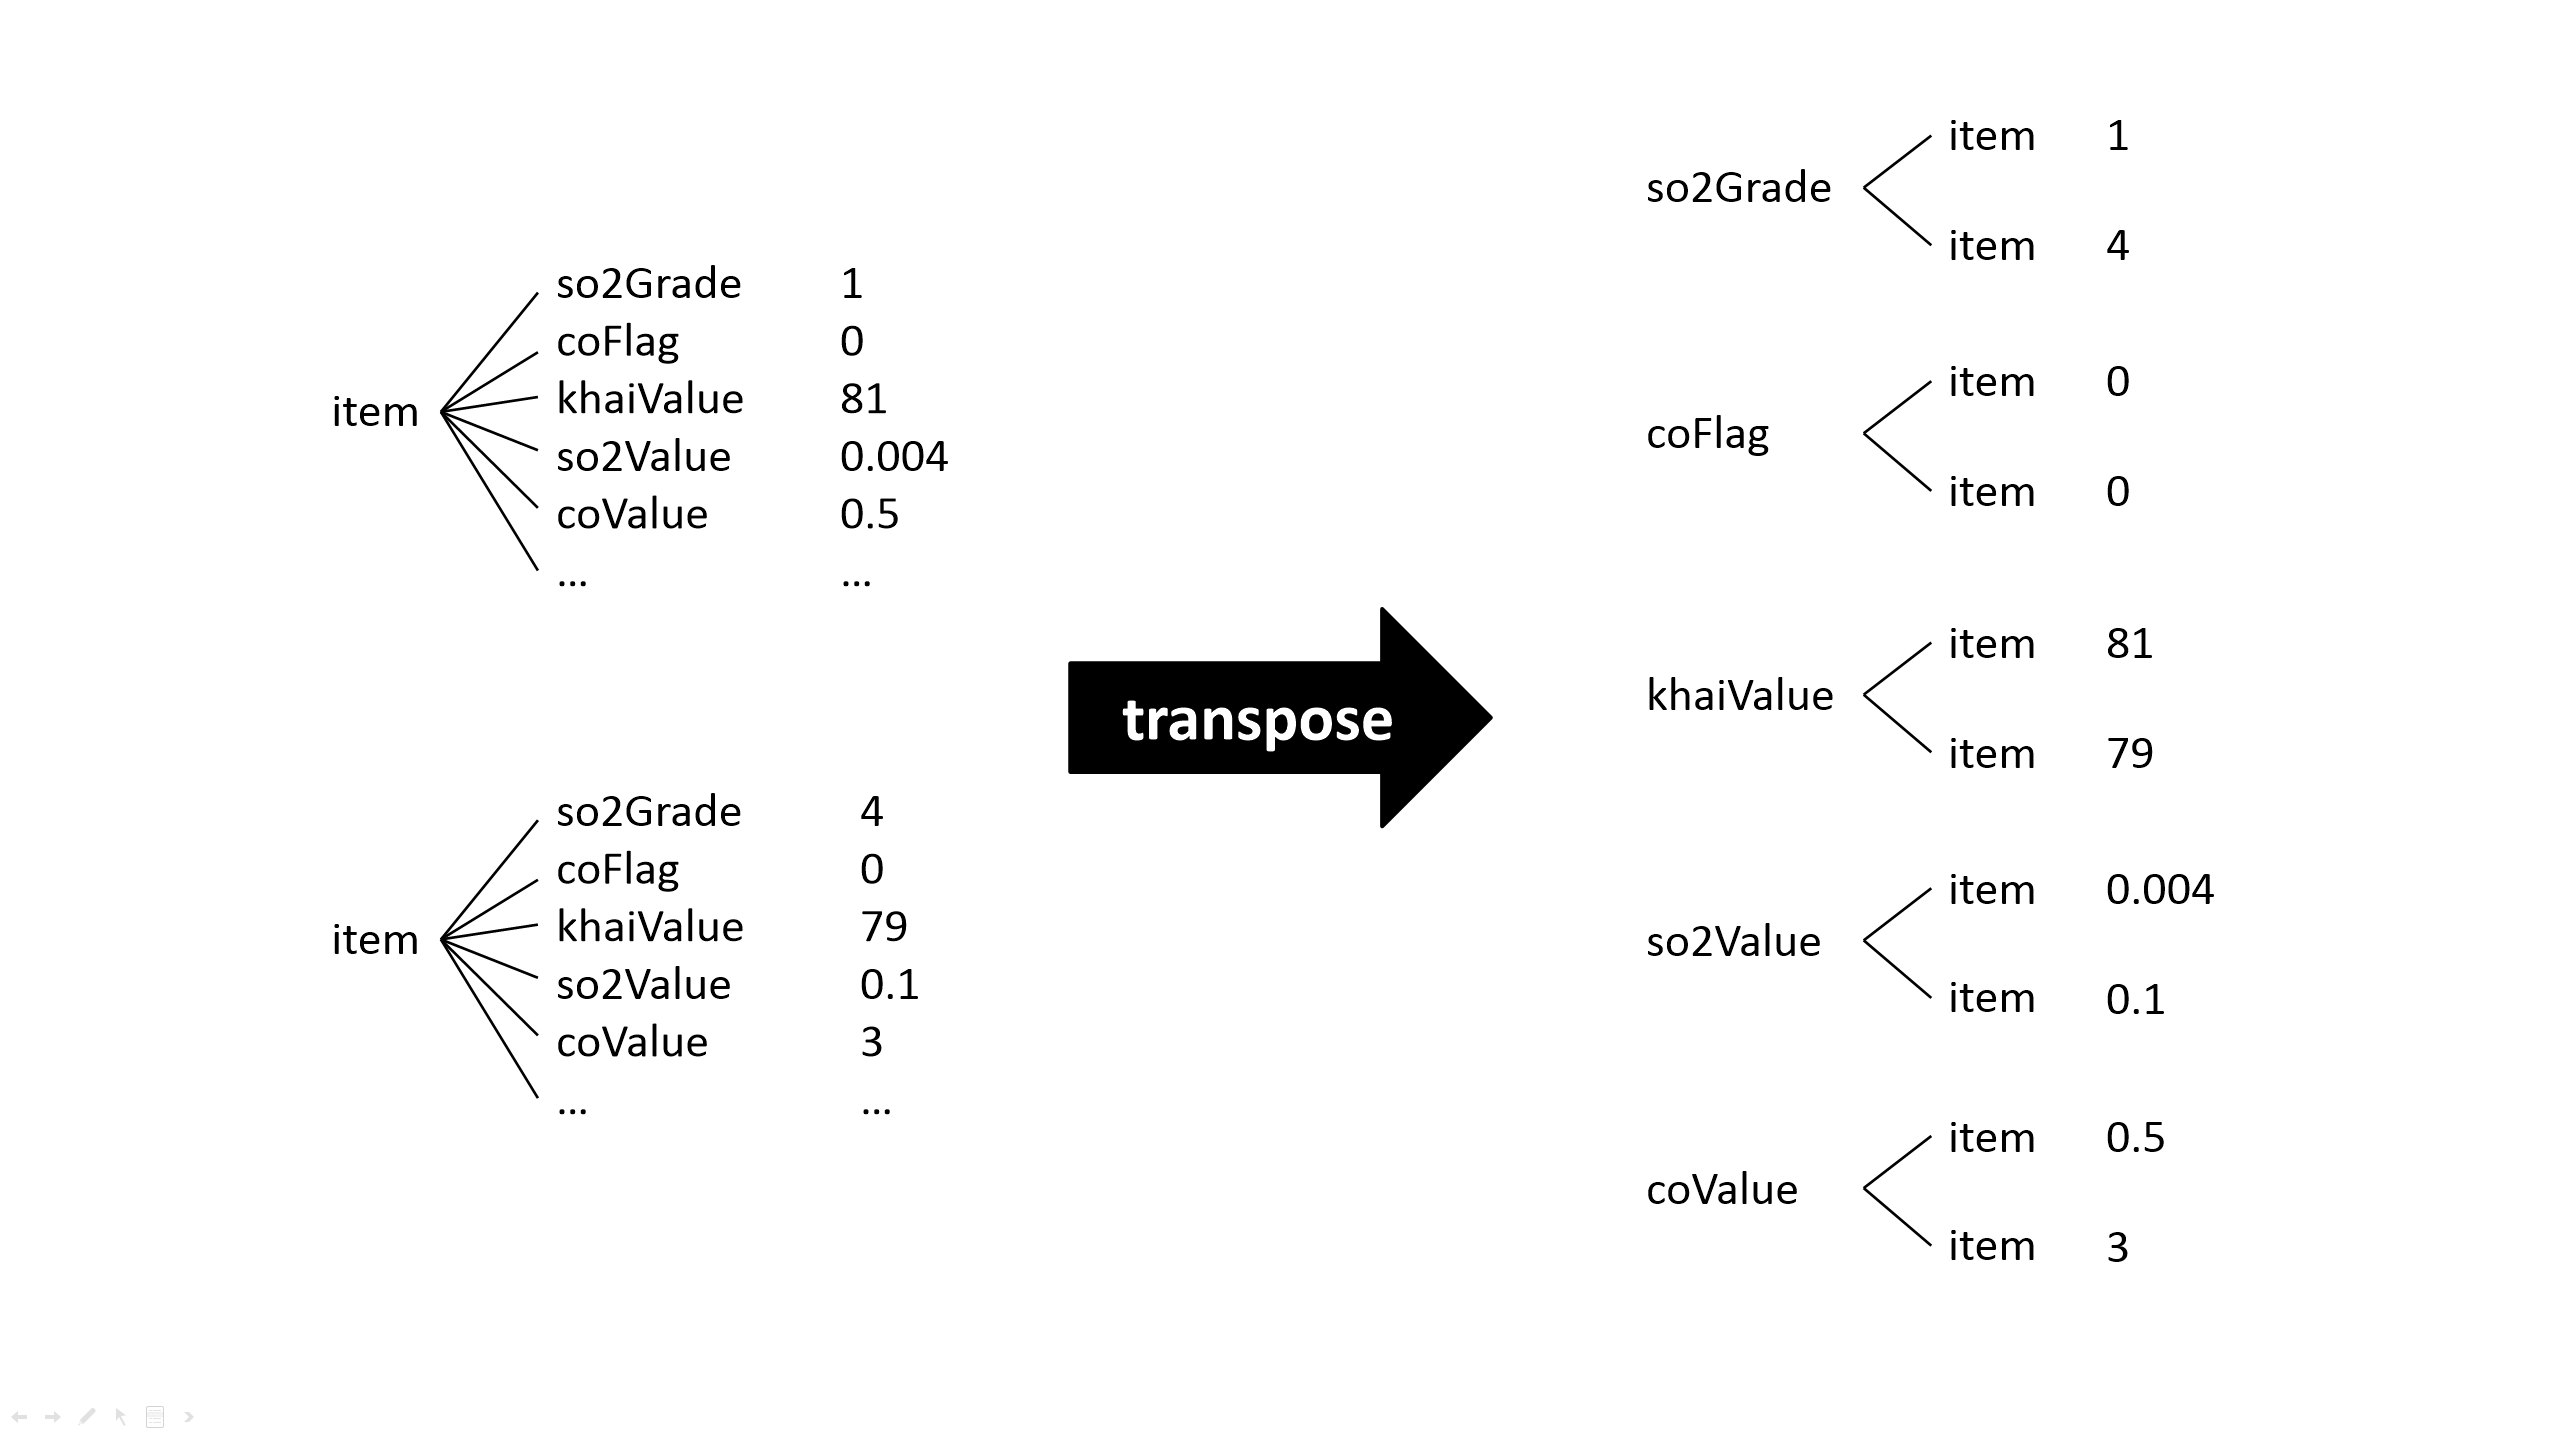 item
so2Grade 1
coFlag 0
khaiValue 81
so2Value 0.004
coValue 0.5
... ...
item
so2Grade 4
coFlag 0
khaiValue 79
so2Value 0.1
coValue 3
... ...
transpose
so2Grade
item 1
item 4
coFlag
item 0
item 0
khaiValue
item 81
item 79
so2Value
item 0.004
item 0.1
coValue
item 0.5
item 3